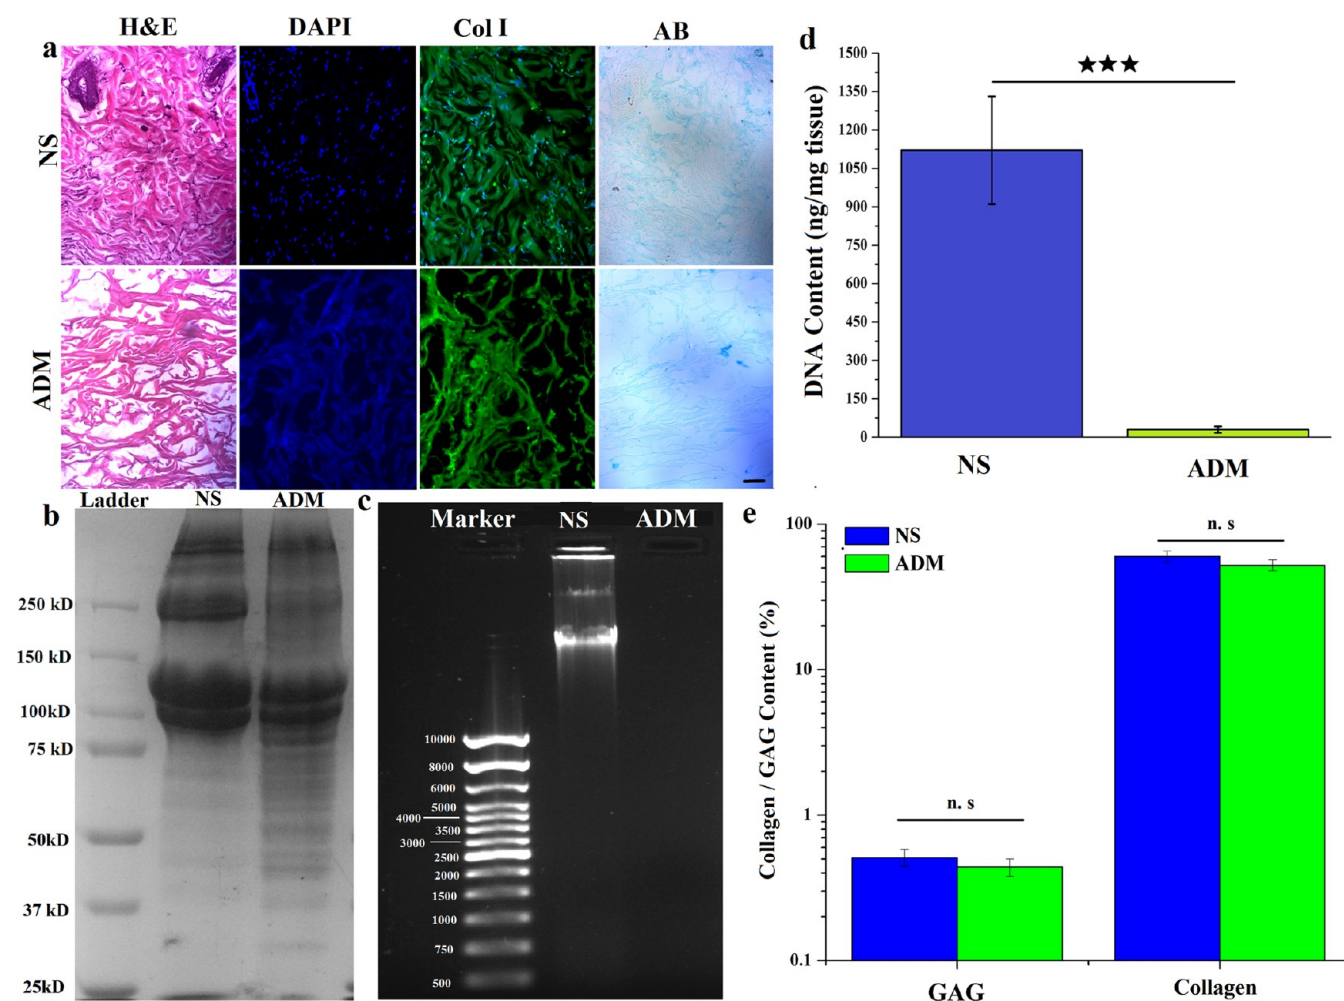 H&E
DAPI
Col I
AB
a
NS
ADM
b
Ladder
NS
ADM
250 kD
150 kD
100kD
75 kD
50kD
37 kD
25kD
c
Marker
NS
ADM
10000
8000
6000
5000
4000
3500
3000
2500
2000
1500
1000
750
500
d
DNA Content (ng/mg tissue)
1500
1350
1200
1050
900
750
600
450
300
150
0
★★★
NS
ADM
e
Collagen / GAG Content (%)
100
10
1
0.1
NS
ADM
n. s
n. s
GAG
Collagen